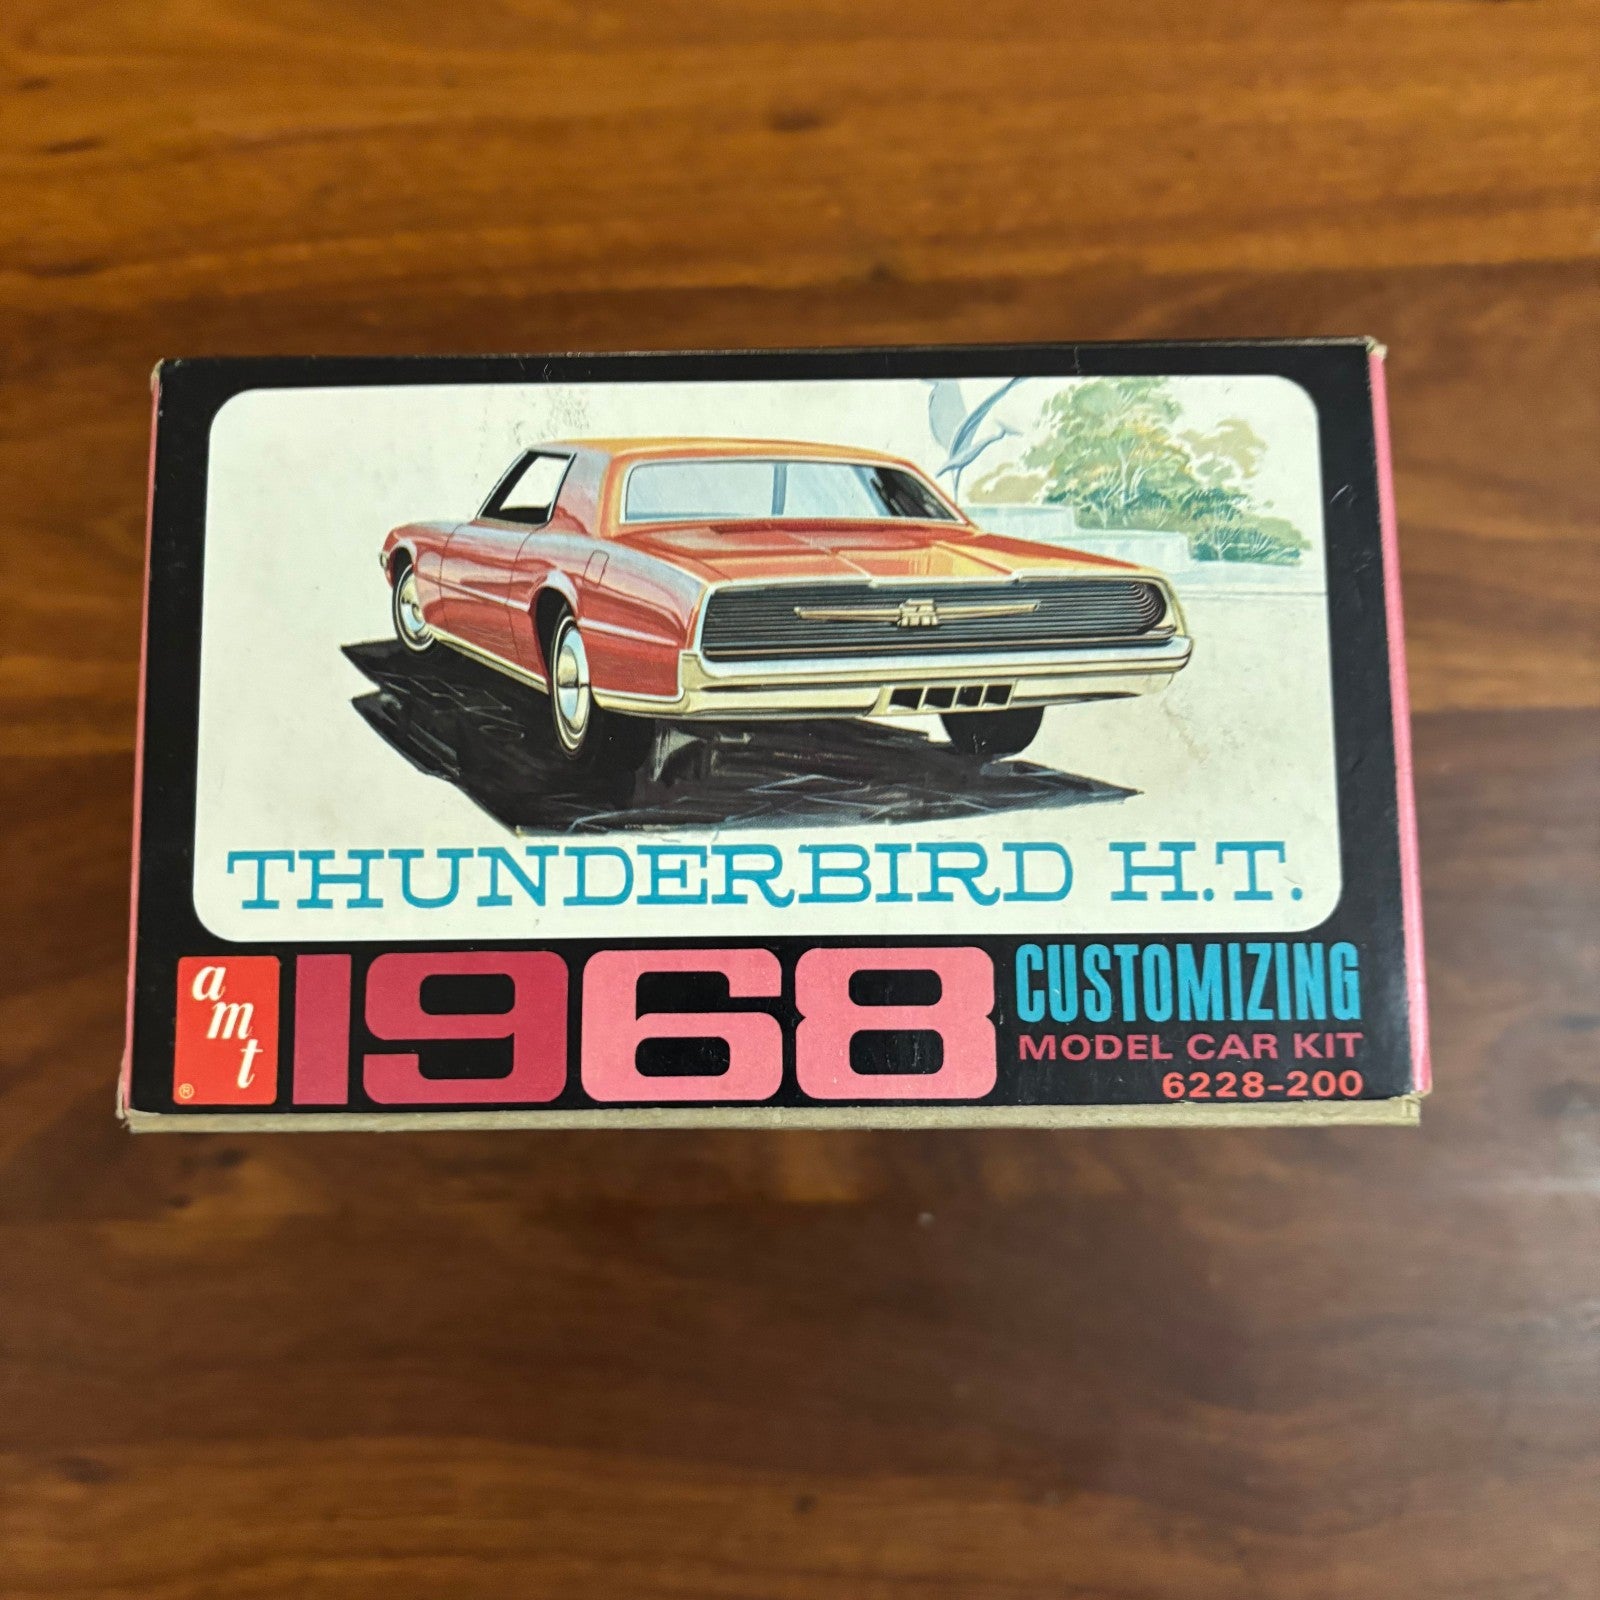 THUNDERBIRD H.T.
amt
®
1968
CUSTOMIZING
MODEL CAR KIT
6228-200